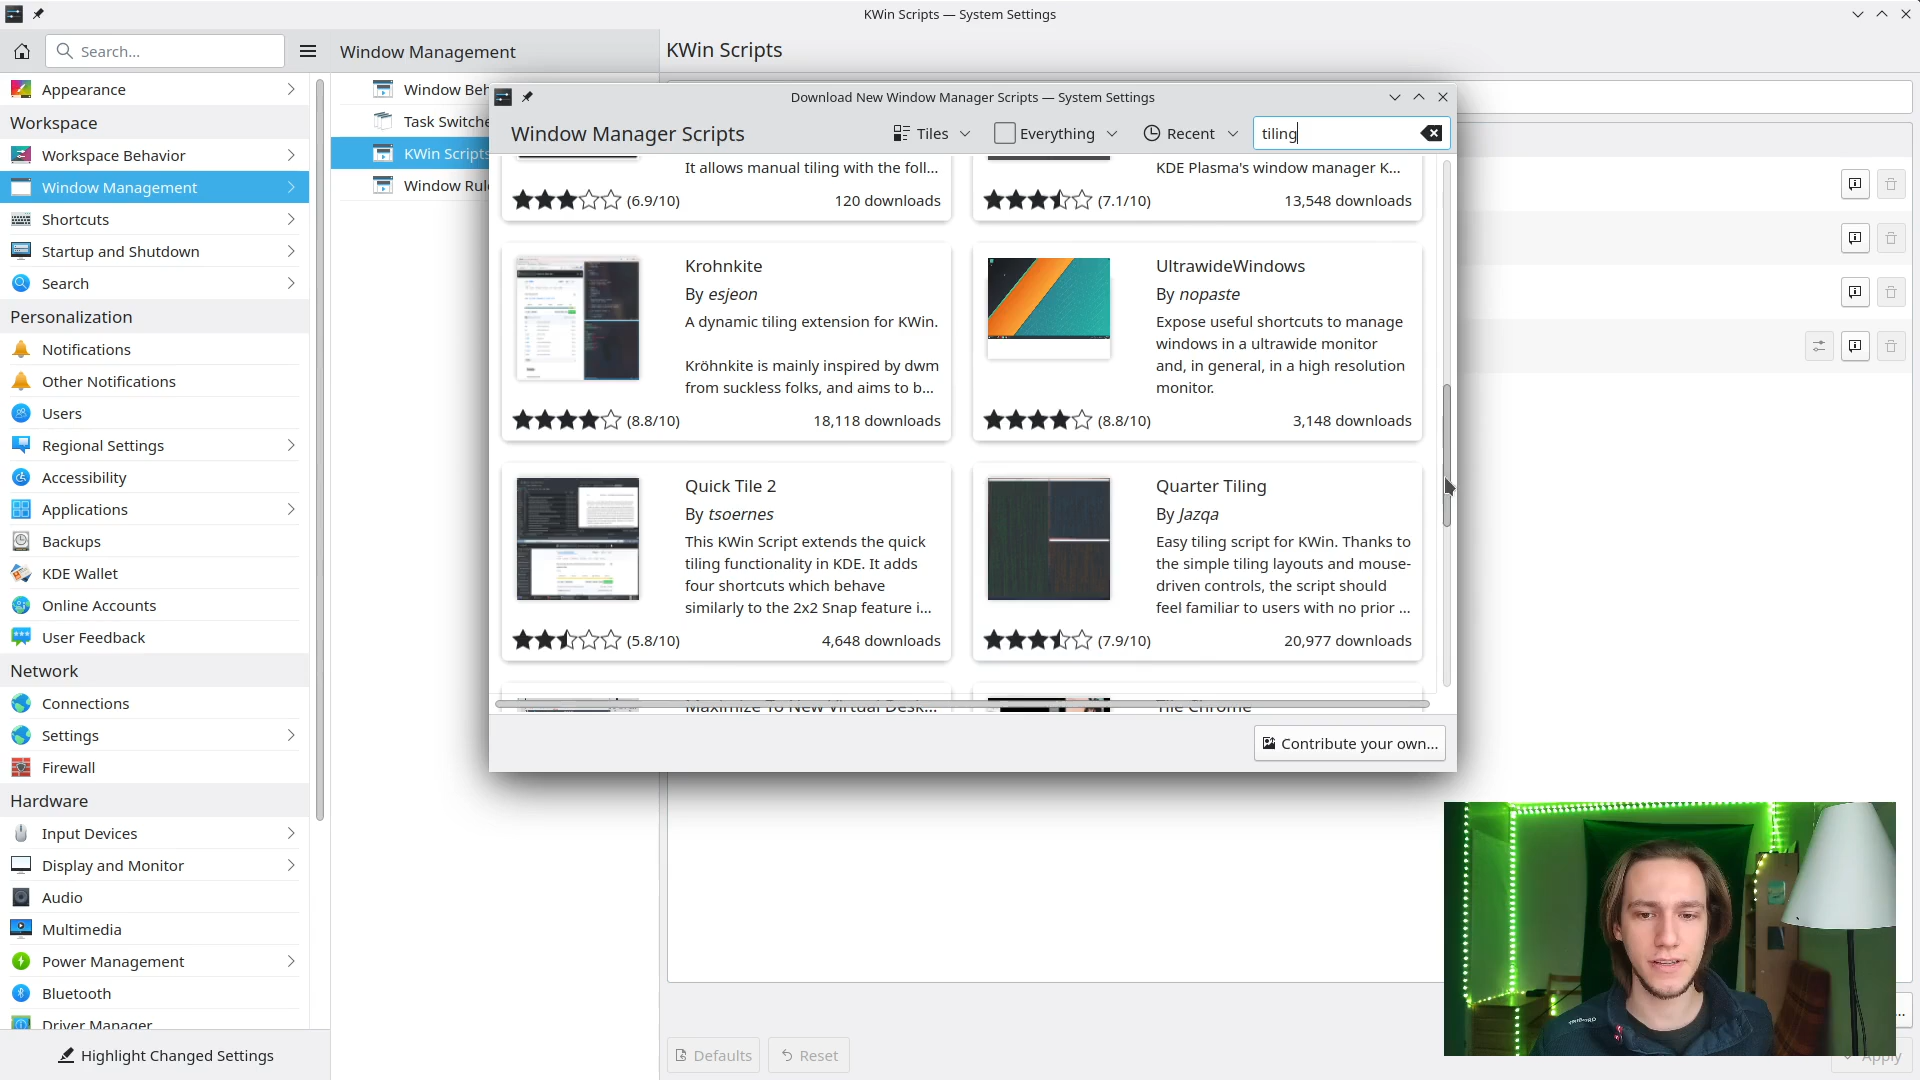 KWin Scripts — System Settings
Search...
Window Management
KWin Scripts
Appearance
Workspace
Workspace Behavior
Window Management
Shortcuts
Startup and Shutdown
Search
Personalization
Notifications
Other Notifications
Users
Regional Settings
Accessibility
Applications
Backups
KDE Wallet
Online Accounts
User Feedback
Network
Connections
Settings
Firewall
Hardware
Input Devices
Display and Monitor
Audio
Multimedia
Power Management
Bluetooth
Driver Manager
Highlight Changed Settings
Window Beh
Task Switche
KWin Scripts
Window Rul
Download New Window Manager Scripts — System Settings
Window Manager Scripts
Tiles
Everything
Recent
tiling
It allows manual tiling with the foll...
(6.9/10)
120 downloads
KDE Plasma's window manager K...
(7.1/10)
13,548 downloads
Krohnkite
By esjeon
A dynamic tiling extension for KWin.
Kröhnkite is mainly inspired by dwm
from suckless folks, and aims to b...
(8.8/10)
18,118 downloads
UltrawideWindows
By nopaste
Expose useful shortcuts to manage
windows in a ultrawide monitor
and, in general, in a high resolution
monitor.
(8.8/10)
3,148 downloads
Quick Tile 2
By tsoernes
This KWin Script extends the quick
tiling functionality in KDE. It adds
four shortcuts which behave
similarly to the 2x2 Snap feature i...
(5.8/10)
4,648 downloads
Quarter Tiling
By Jazqa
Easy tiling script for KWin. Thanks to
the simple tiling layouts and mouse-
driven controls, the script should
feel familiar to users with no prior ...
(7.9/10)
20,977 downloads
Maximize To New Virtual Desk...
Tile Chrome
Contribute your own...
Defaults
Reset
...
Apply